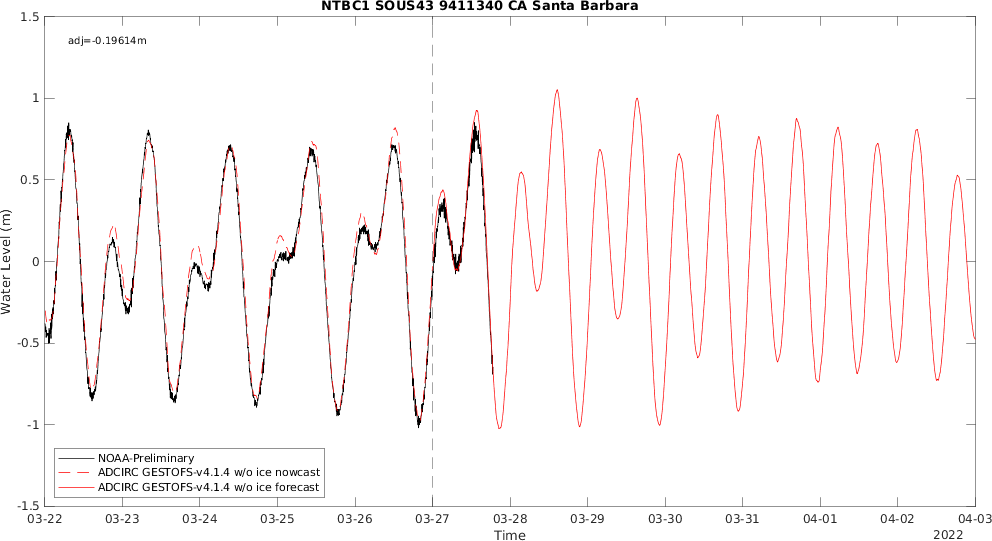 NTBC1 SOUS43 9411340 CA Santa Barbara
adj=-0.19614m
1.5
1
0.5
0
-0.5
-1
-1.5
Water Level (m)
NOAA-Preliminary
ADCIRC GESTOFS-v4.1.4 w/o ice nowcast
ADCIRC GESTOFS-v4.1.4 w/o ice forecast
03-22 03-23 03-24 03-25 03-26 03-27 03-28 03-29 03-30 03-31 04-01 04-02 04-03
Time
2022